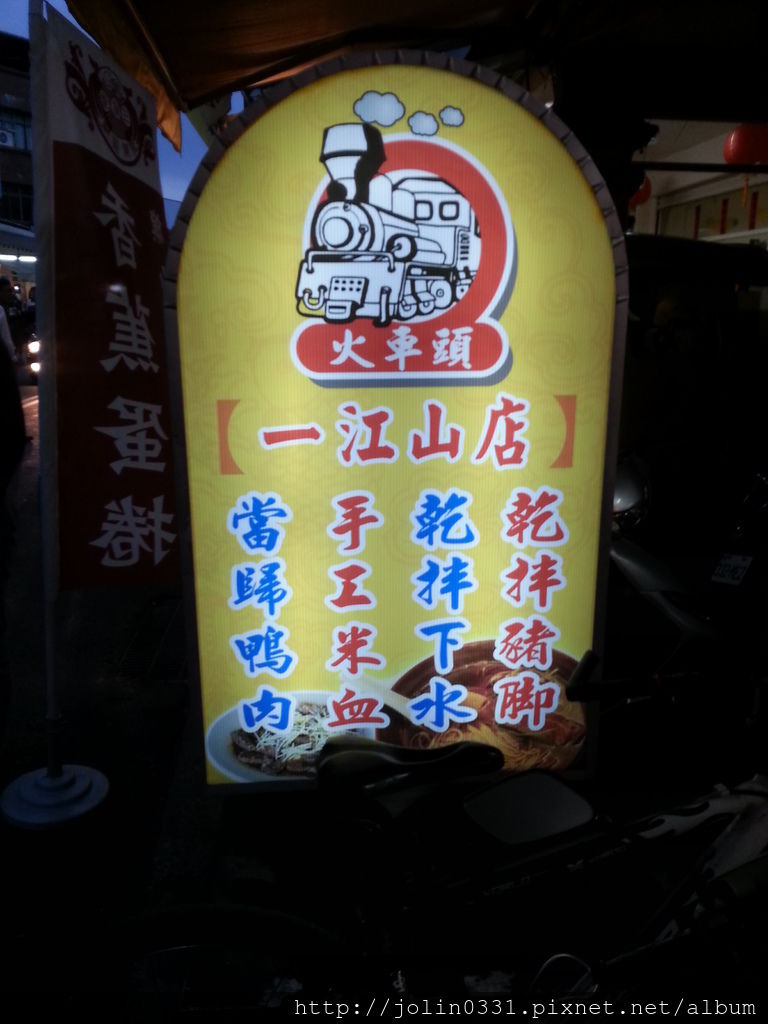 火車頭
【一江山店】
乾拌豬腳
乾拌下水
手工米血
當歸鴨肉
香蕉蛋捲
http://jolin0331.pixnet.net/album